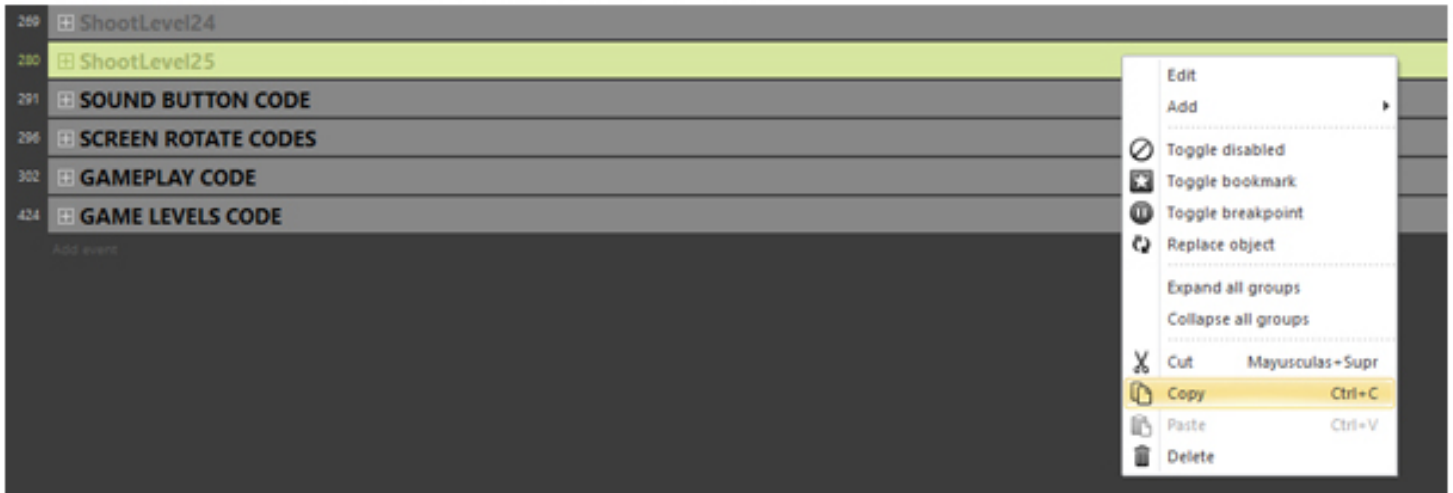 269 ShootLevel24
280 ShootLevel25
291 SOUND BUTTON CODE
296 SCREEN ROTATE CODES
302 GAMEPLAY CODE
424 GAME LEVELS CODE
Add event
Edit
Add
Toggle disabled
Toggle bookmark
Toggle breakpoint
Replace object
Expand all groups
Collapse all groups
Cut Mayusculas+Supr
Copy Ctrl+C
Paste Ctrl+V
Delete